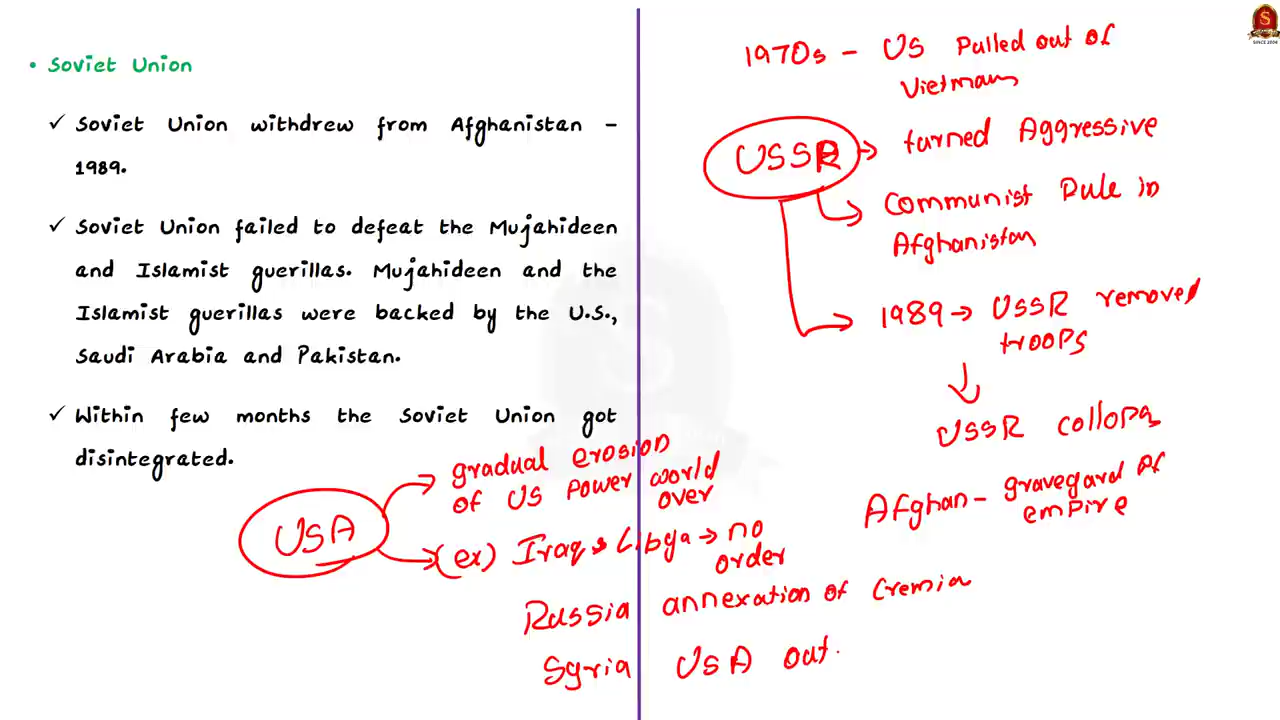 • Soviet Union
✓ Soviet Union withdrew from Afghanistan –
1989.
✓ Soviet Union failed to defeat the Mujahideen
and Islamist guerillas. Mujahideen and the
Islamist guerillas were backed by the U.S.,
Saudi Arabia and Pakistan.
✓ Within few months the Soviet Union got
disintegrated.
USA
gradual erosion
of US Power world
over
(ex) Iraq & Libya → no
order
Russia annexation of Cremia
Syria USA out.
1970s – US Pulled out of
Vietnam
USSR → turned Aggressive
Communist Rule in
Afghanistan
1989 → USSR removed
troops
USSR collops
Afghan – graveyard of
empire
S
SINCE 2004